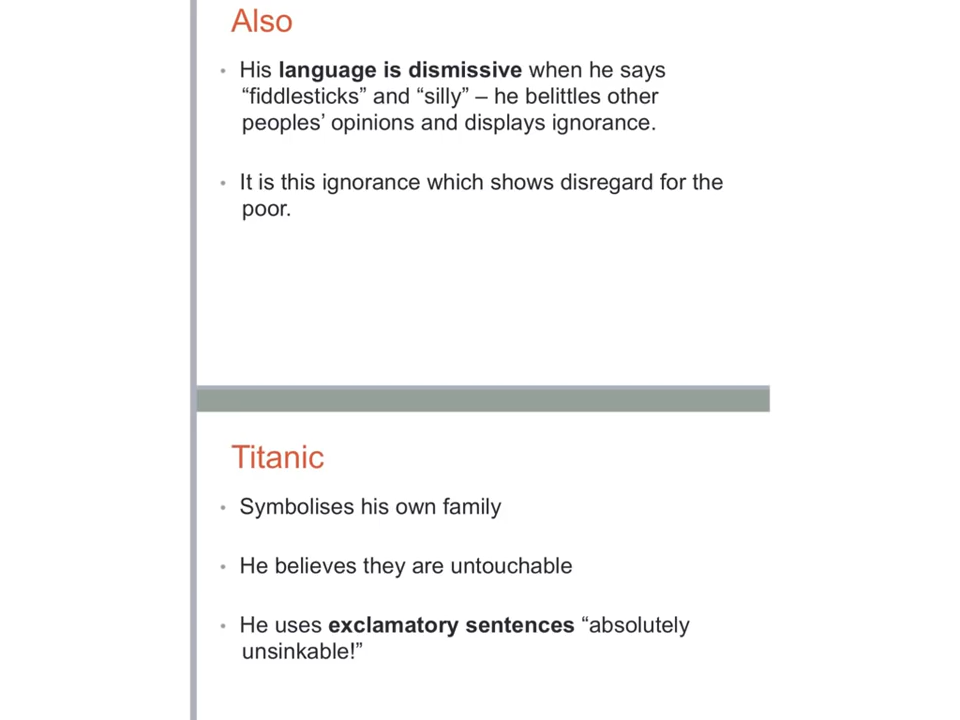 Also
• His language is dismissive when he says
“fiddlesticks” and “silly” – he belittles other
peoples’ opinions and displays ignorance.
• It is this ignorance which shows disregard for the
poor.
Titanic
• Symbolises his own family
• He believes they are untouchable
• He uses exclamatory sentences “absolutely
unsinkable!”